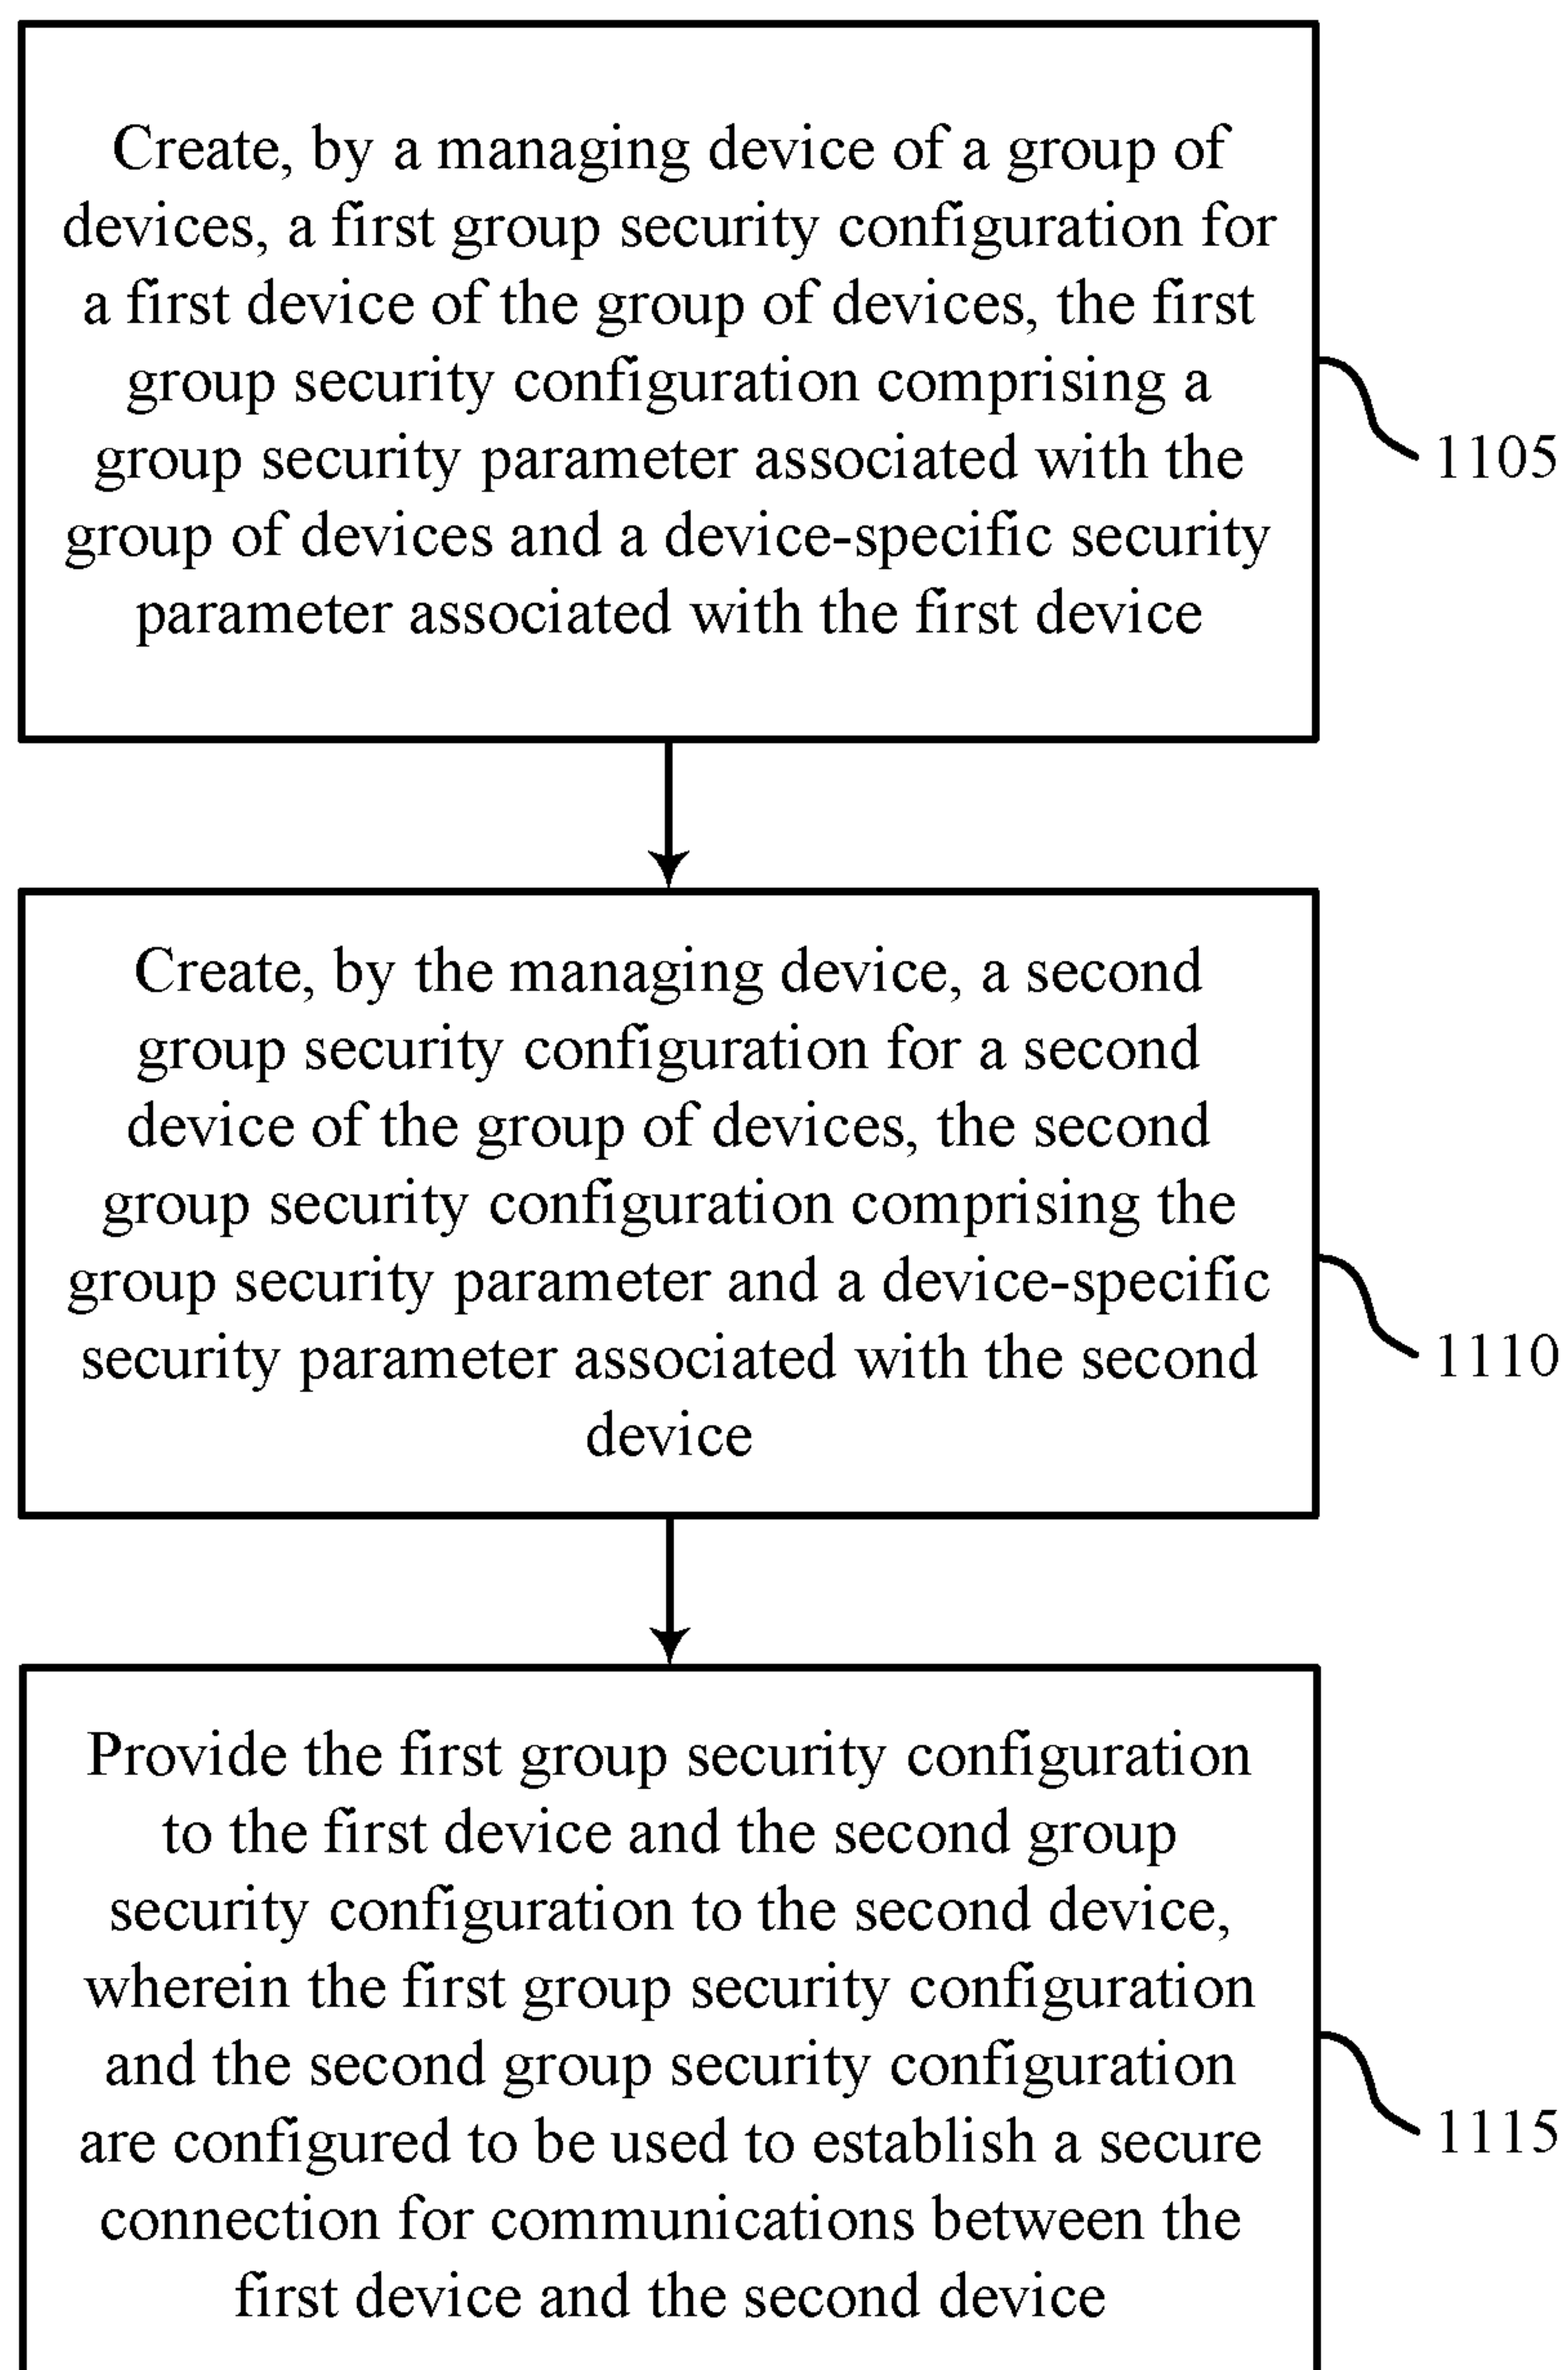 Create, by a managing device of a group of
devices, a first group security configuration for
a first device of the group of devices, the first
group security configuration comprising a
group security parameter associated with the
group of devices and a device-specific security
parameter associated with the first device
1105
Create, by the managing device, a second
group security configuration for a second
device of the group of devices, the second
group security configuration comprising the
group security parameter and a device-specific
security parameter associated with the second
device
1110
Provide the first group security configuration
to the first device and the second group
security configuration to the second device,
wherein the first group security configuration
and the second group security configuration
are configured to be used to establish a secure
connection for communications between the
first device and the second device
1115